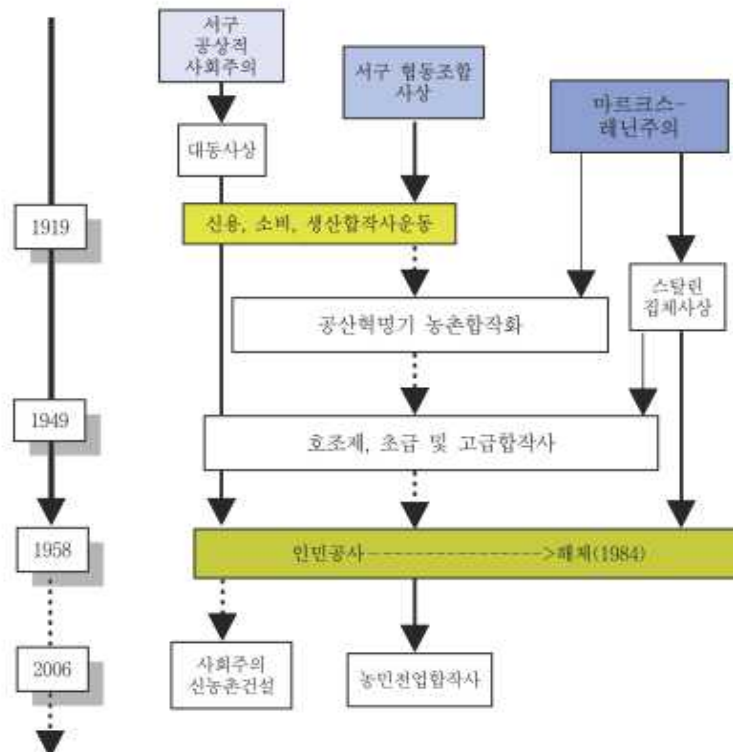 서구
공상적
사회주의
서구 협동조합
사상
마르크스-
레닌주의
대동사상
1919
신용, 소비, 생산합작사운동
스탈린
집체사상
공산혁명기 농촌합작화
1949
호조제, 초급 및 고급합작사
1958
인민공사---------------->해체(1984)
2006
사회주의
신농촌건설
농민전업합작사